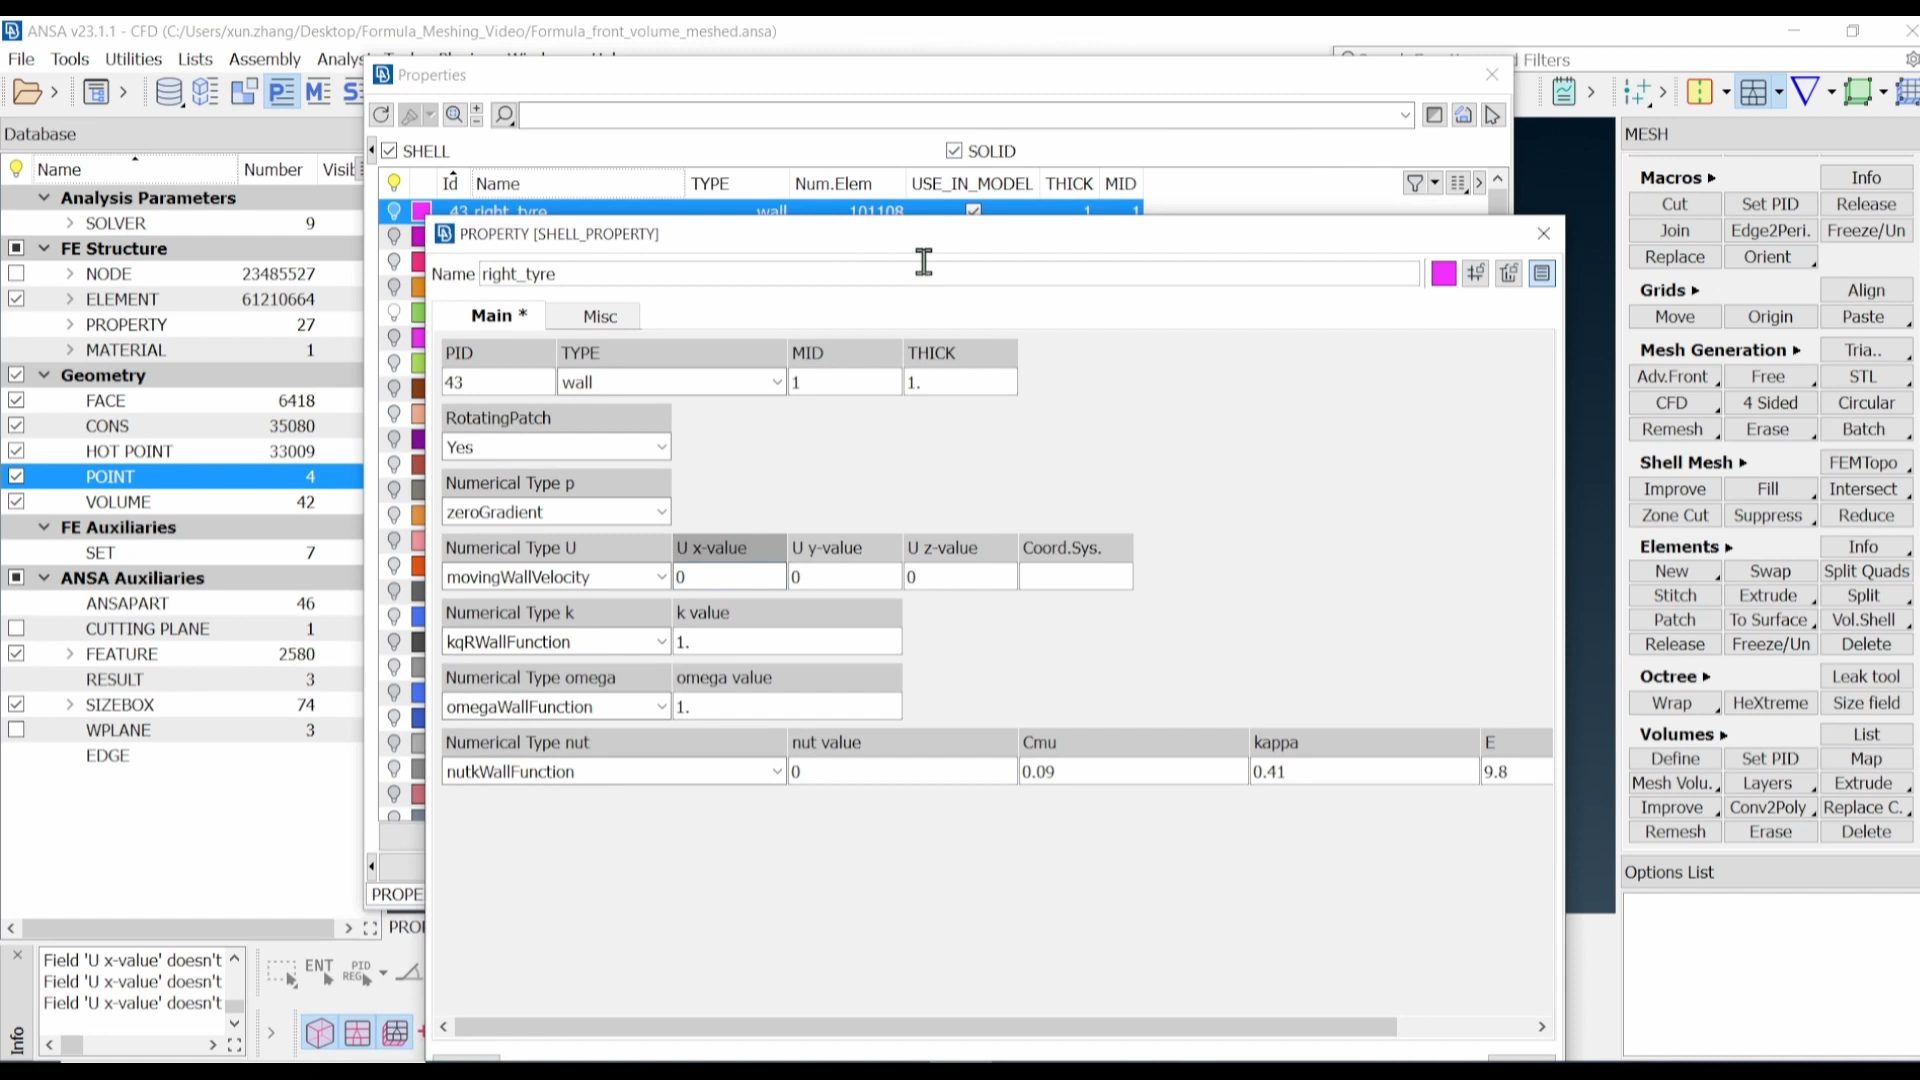 ANSA v23.1.1 - CFD (C:/Users/xun.zhang/Desktop/Formula_Meshing_Video/Formula_front_volume_meshed.ansa)
File Tools Utilities Lists Assembly
Filters
Properties
Database
Name Number
Analysis Parameters
SOLVER 9
FE Structure
NODE 23485527
ELEMENT 61210664
PROPERTY 27
MATERIAL 1
Geometry
FACE 6418
CONS 35080
HOT POINT 33009
POINT 4
VOLUME 42
FE Auxiliaries
SET 7
ANSA Auxiliaries
ANSAPART 46
CUTTING PLANE 1
FEATURE 2580
RESULT 3
SIZEBOX 74
WPLANE 3
EDGE
SHELL SOLID
Id Name TYPE Num.Elem USE_IN_MODEL THICK MID
43 right_tyre wall 101108 1 1
PROPERTY [SHELL_PROPERTY]
Name right_tyre
Main * Misc
PID TYPE MID THICK
43 wall 1 1.
RotatingPatch
Yes
Numerical Type p
zeroGradient
Numerical Type U U x-value U y-value U z-value Coord.Sys.
movingWallVelocity 0 0 0
Numerical Type k k value
kqRWallFunction 1.
Numerical Type omega omega value
omegaWallFunction 1.
Numerical Type nut nut value Cmu kappa E
nutkWallFunction 0 0.09 0.41 9.8
MESH
Macros Info
Cut Set PID Release
Join Edge2Peri. Freeze/Un
Replace Orient
Grids Align
Move Origin Paste
Mesh Generation Tria..
Adv.Front Free STL
CFD 4 Sided Circular
Remesh Erase Batch
Shell Mesh FEMTopo
Improve Fill Intersect
Zone Cut Suppress Reduce
Elements Info
New Swap Split Quads
Stitch Extrude Split
Patch To Surface Vol.Shell
Release Freeze/Un Delete
Octree Leak tool
Wrap HeXtreme Size field
Volumes List
Define Set PID Map
Mesh Volu. Layers Extrude
Improve Conv2Poly Replace C.
Remesh Erase Delete
Options List
Info
Field 'U x-value' doesn't
Field 'U x-value' doesn't
Field 'U x-value' doesn't
ENT PID
REG